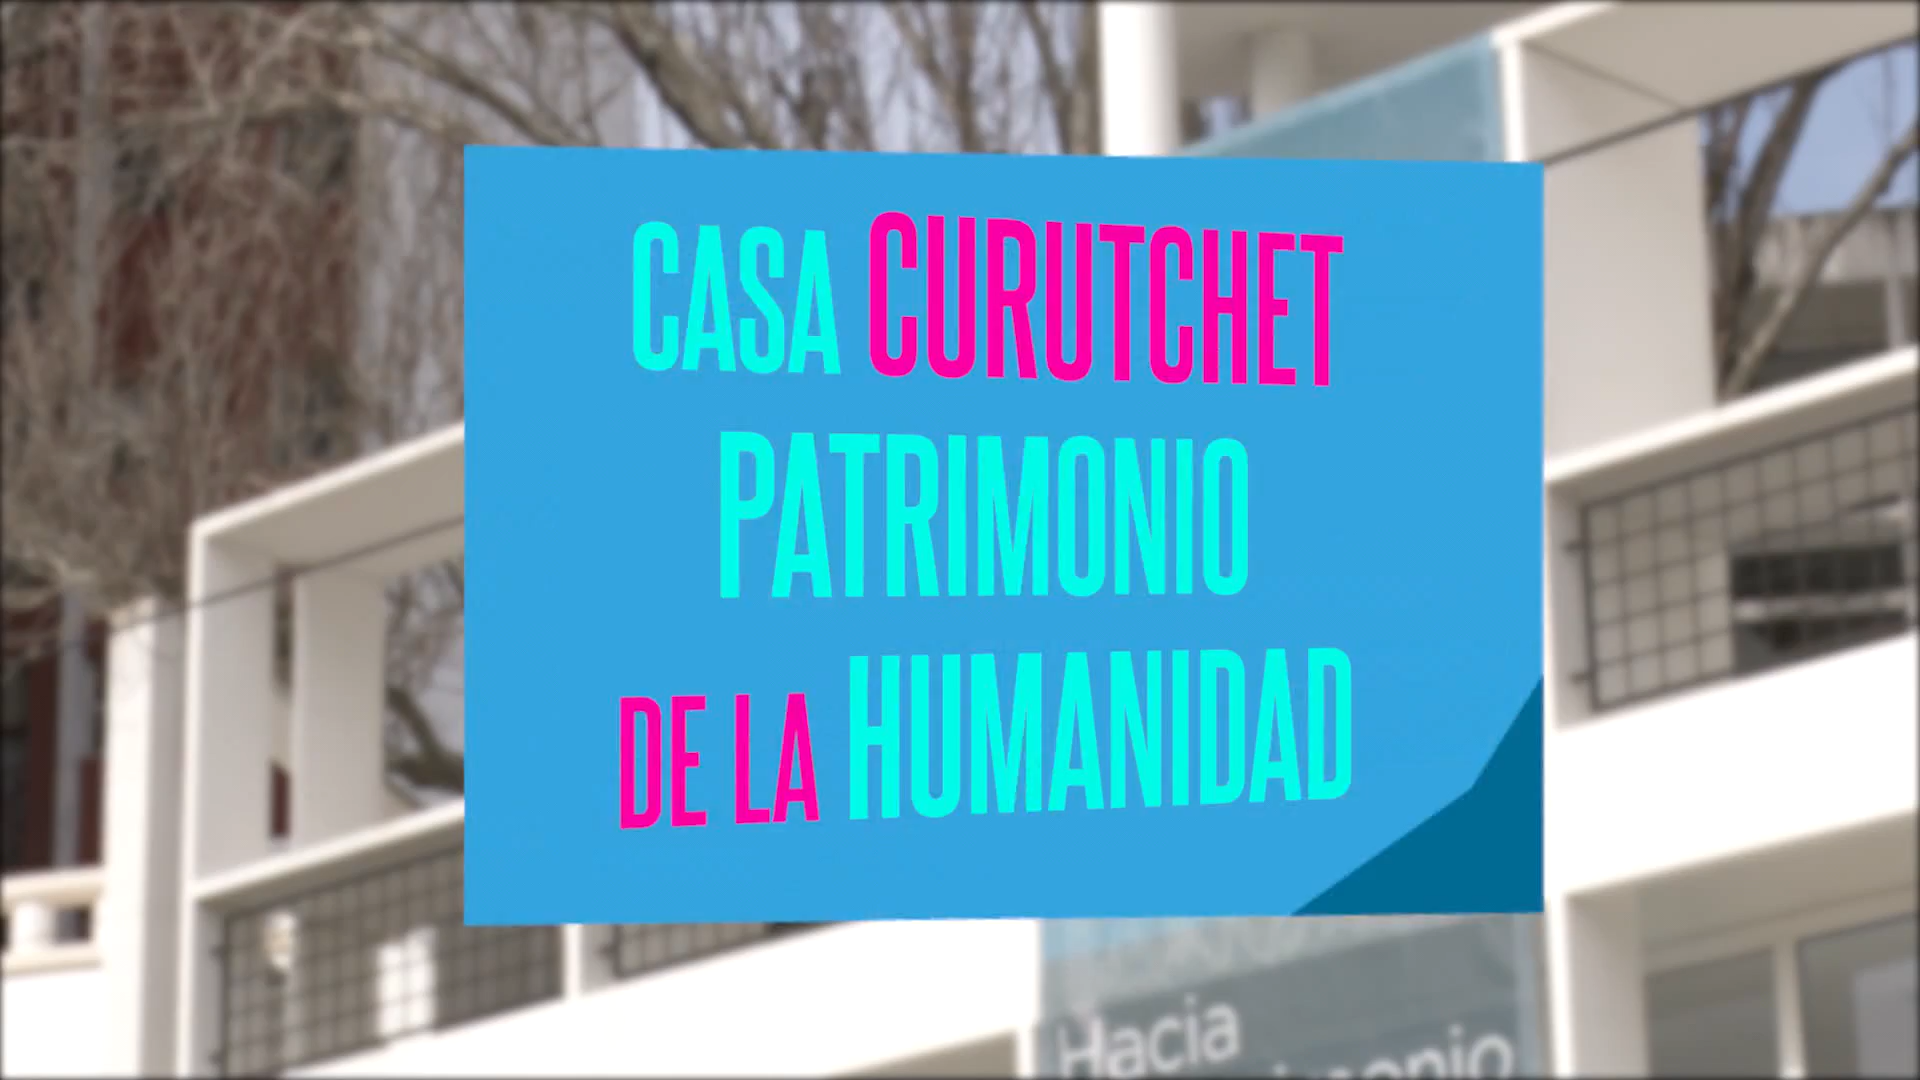 CASA CURUTCHET
PATRIMONIO
DE LA HUMANIDAD
Hacia